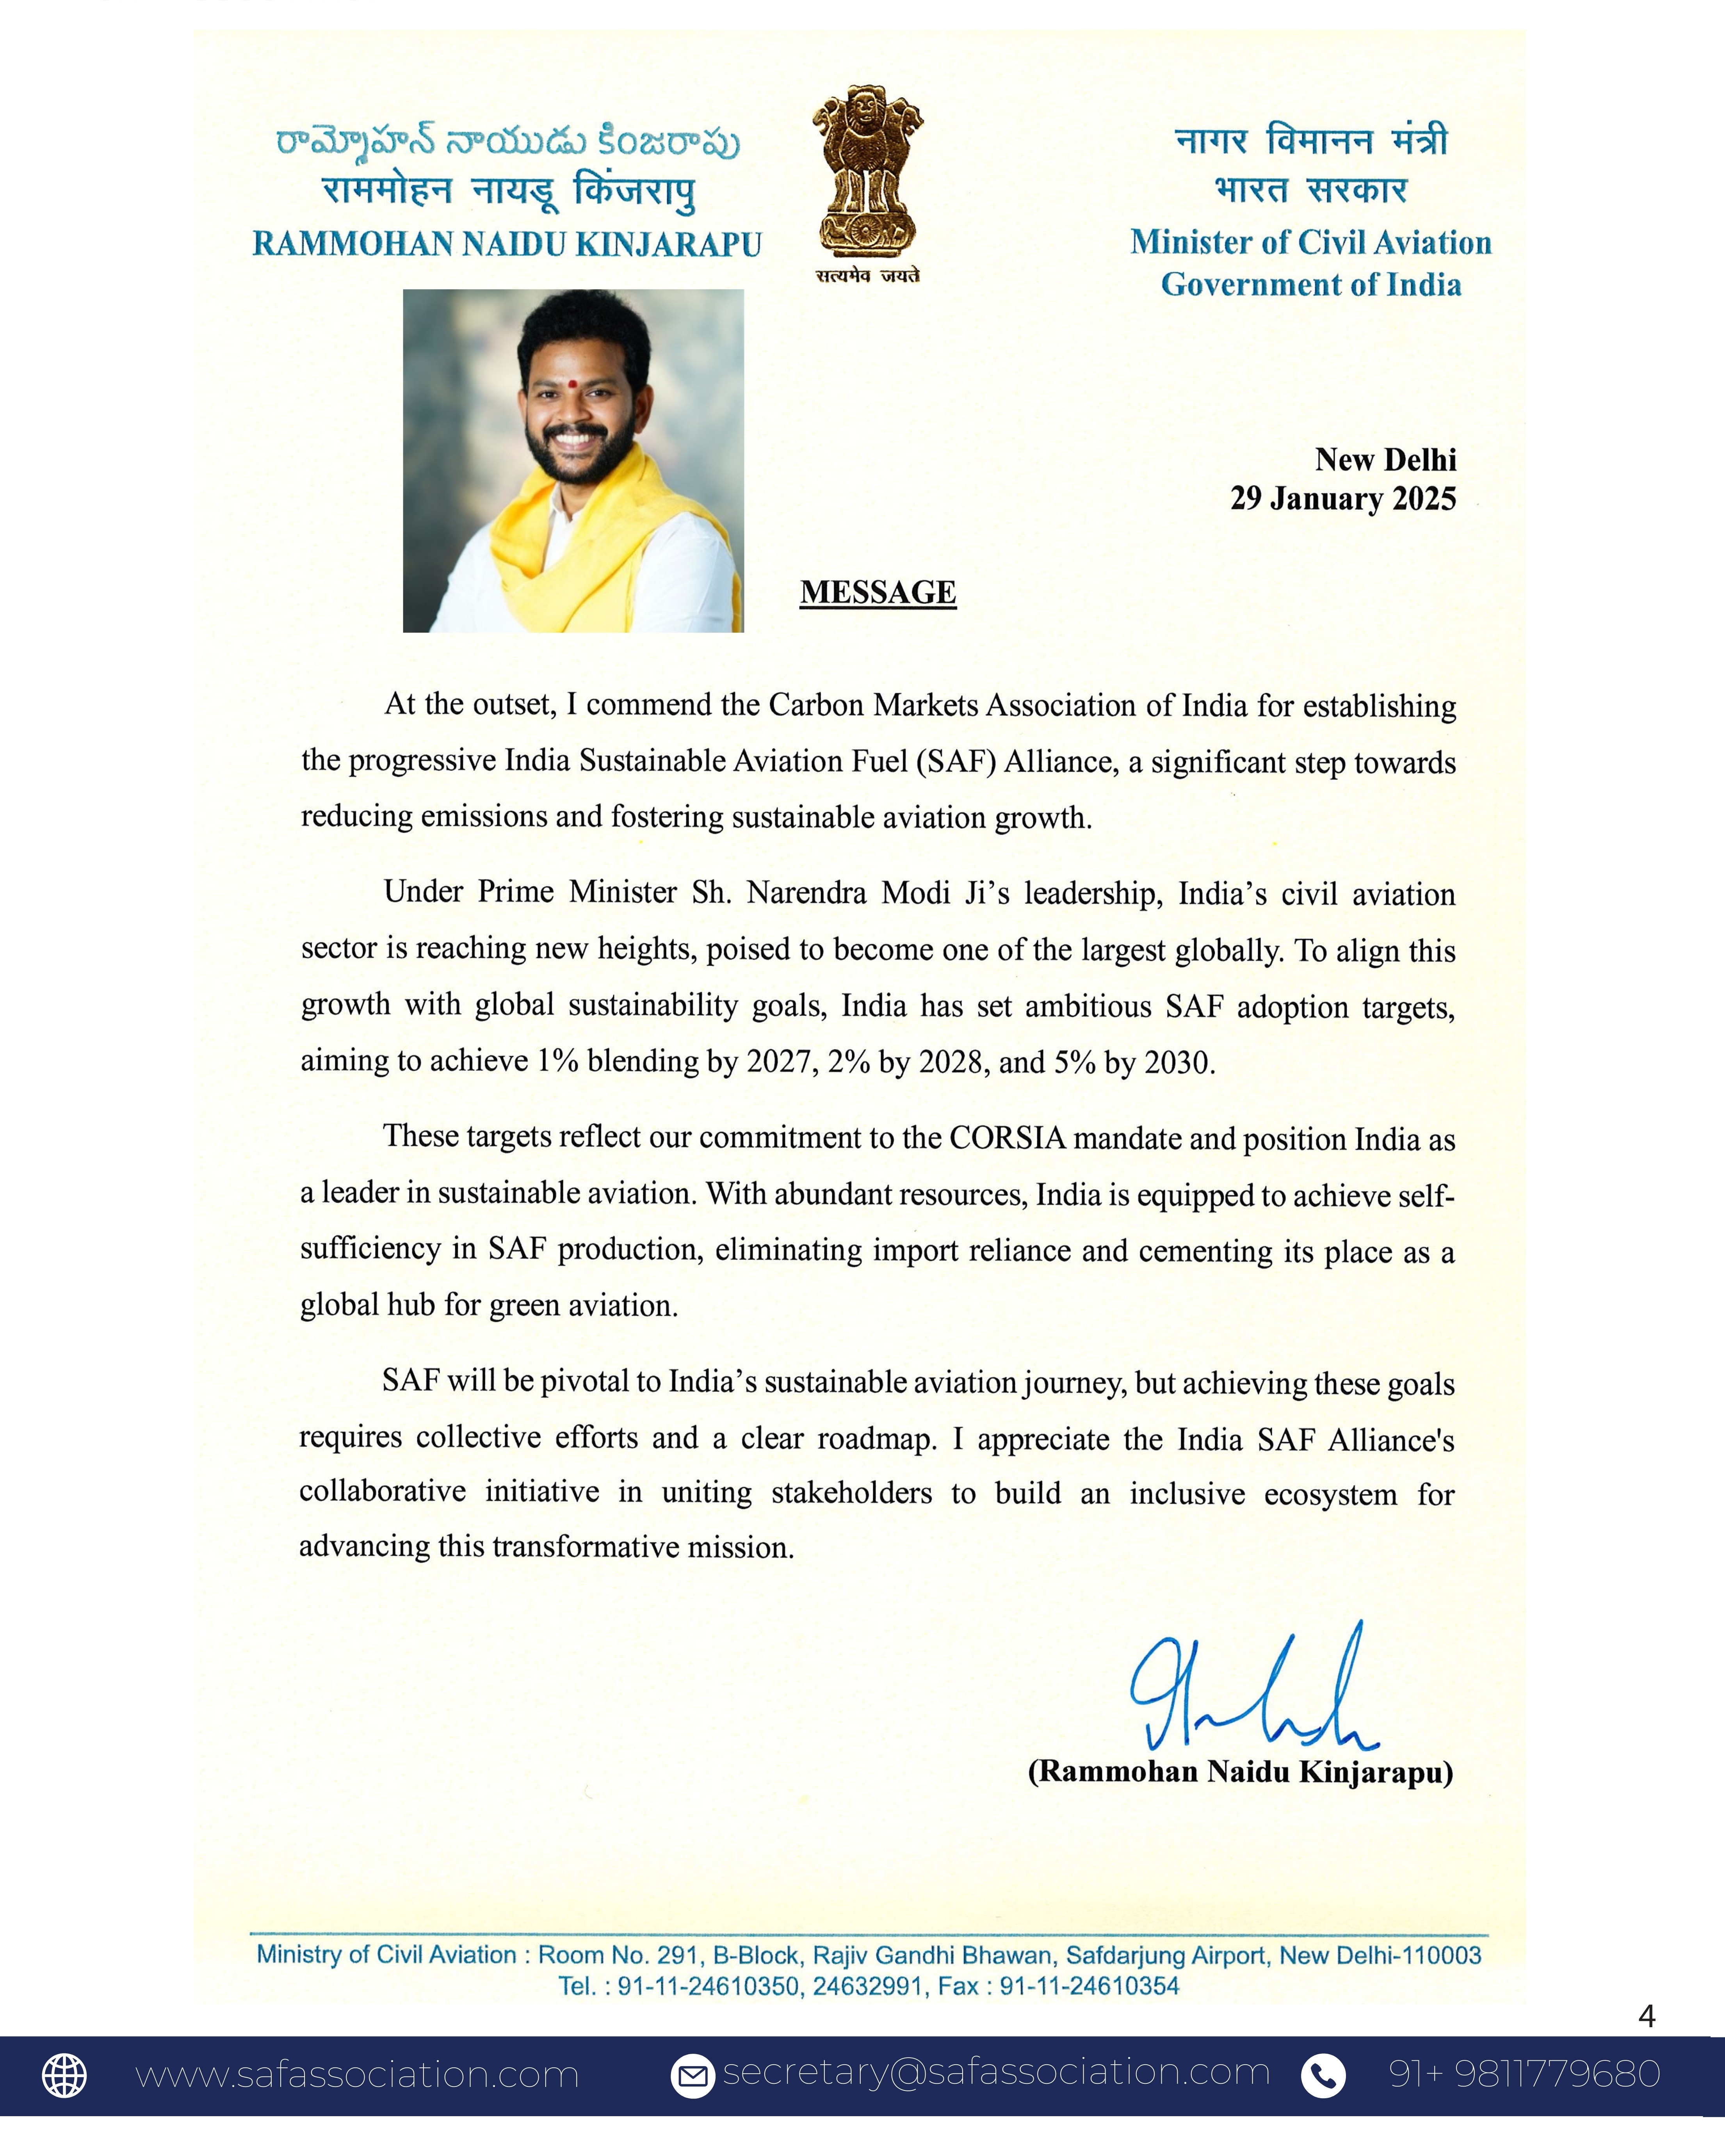 రామ్మోహన్ నాయుడు కింజరాపు
राममोहन नायडू किंजरापु
RAMMOHAN NAIDU KINJARAPU
सत्यमेव जयते
नागर विमानन मंत्री
भारत सरकार
Minister of Civil Aviation
Government of India
New Delhi
29 January 2025
MESSAGE
At the outset, I commend the Carbon Markets Association of India for establishing
the progressive India Sustainable Aviation Fuel (SAF) Alliance, a significant step towards
reducing emissions and fostering sustainable aviation growth.
Under Prime Minister Sh. Narendra Modi Ji’s leadership, India’s civil aviation
sector is reaching new heights, poised to become one of the largest globally. To align this
growth with global sustainability goals, India has set ambitious SAF adoption targets,
aiming to achieve 1% blending by 2027, 2% by 2028, and 5% by 2030.
These targets reflect our commitment to the CORSIA mandate and position India as
a leader in sustainable aviation. With abundant resources, India is equipped to achieve self-
sufficiency in SAF production, eliminating import reliance and cementing its place as a
global hub for green aviation.
SAF will be pivotal to India’s sustainable aviation journey, but achieving these goals
requires collective efforts and a clear roadmap. I appreciate the India SAF Alliance's
collaborative initiative in uniting stakeholders to build an inclusive ecosystem for
advancing this transformative mission.
(Rammohan Naidu Kinjarapu)
Ministry of Civil Aviation : Room No. 291, B-Block, Rajiv Gandhi Bhawan, Safdarjung Airport, New Delhi-110003
Tel. : 91-11-24610350, 24632991, Fax : 91-11-24610354
4
www.safassociation.com
secretary@safassociation.com
91+ 9811779680